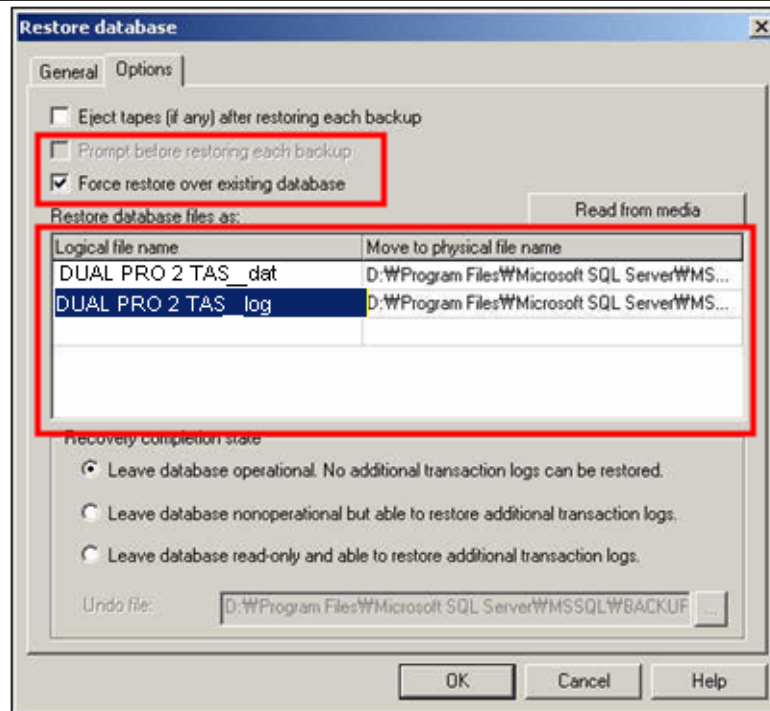 Restore database
General Options
Eject tapes (if any) after restoring each backup
Prompt before restoring each backup
Force restore over existing database
Restore database files as:
Read from media
Logical file name Move to physical file name
DUAL PRO 2 TAS__dat D:₩Program Files₩Microsoft SQL Server₩MS...
DUAL PRO 2 TAS__log D:₩Program Files₩Microsoft SQL Server₩MS...
Recovery completion state
Leave database operational. No additional transaction logs can be restored.
Leave database nonoperational but able to restore additional transaction logs.
Leave database read-only and able to restore additional transaction logs.
Undo file: D:₩Program Files₩Microsoft SQL Server₩MSSQL₩BACKUP ...
OK Cancel Help